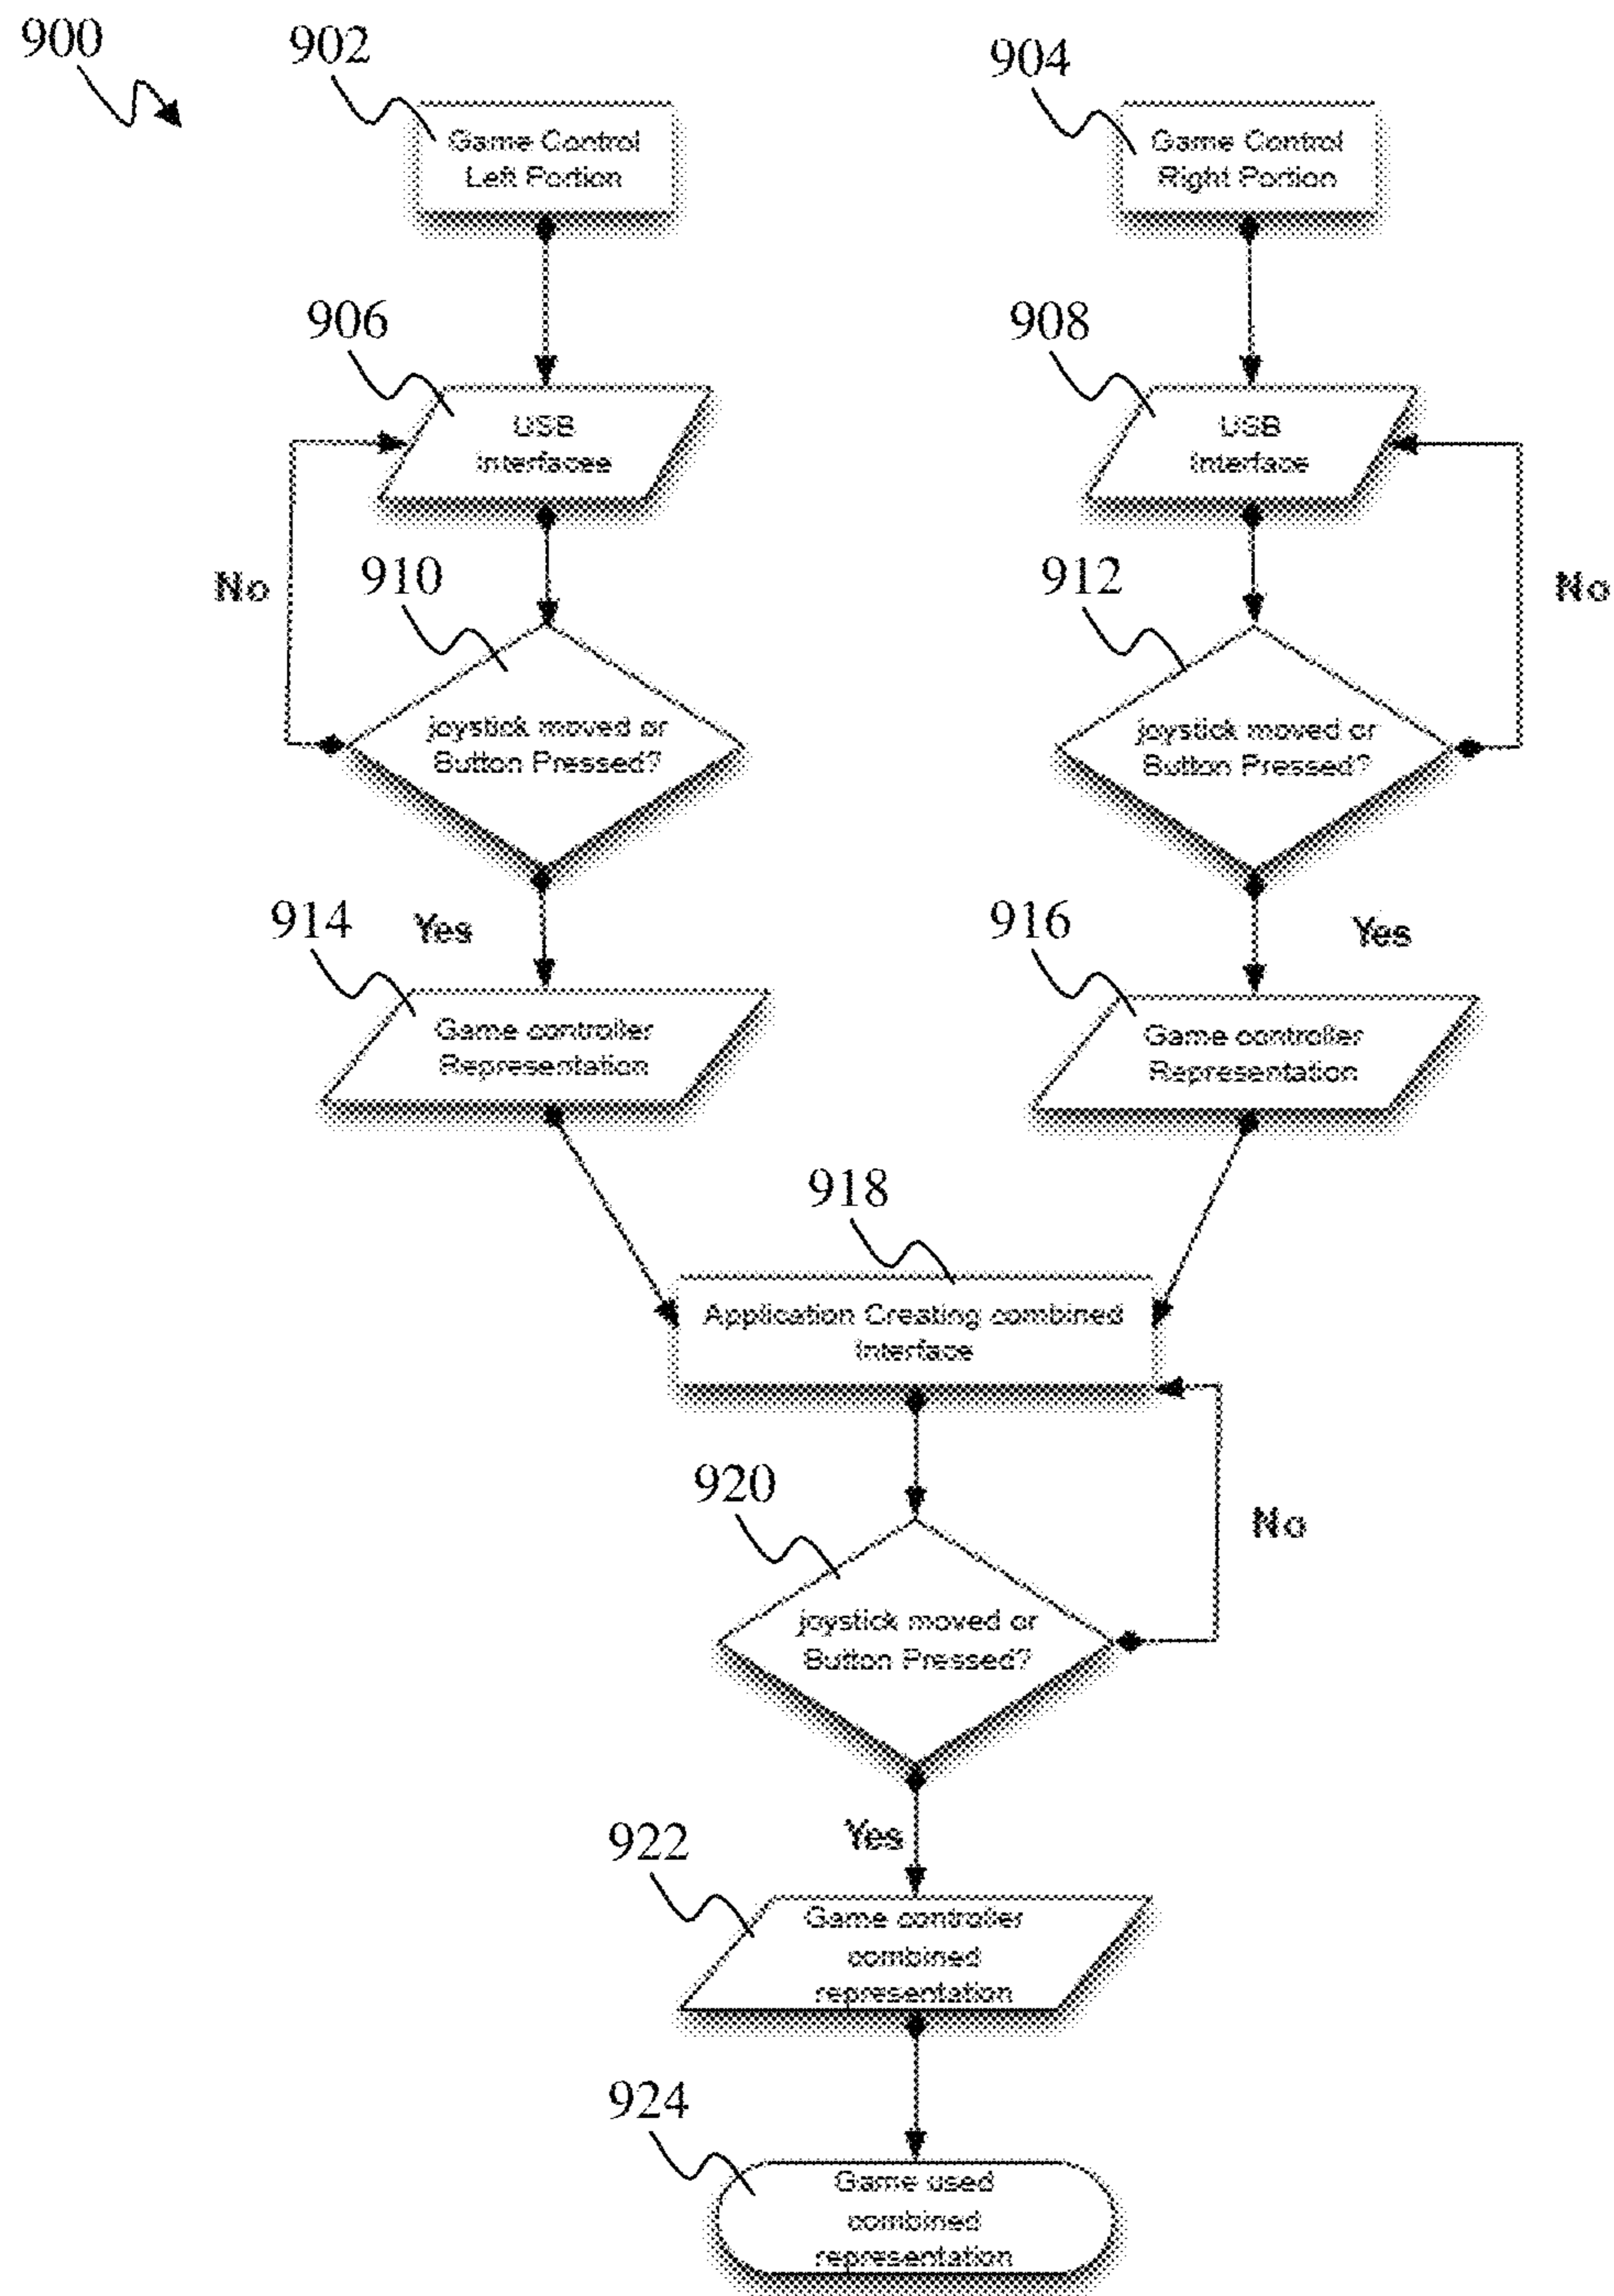 900
902
904
Game Control
Left Portion
Game Control
Right Portion
906
908
USB
Interfacee
USB
Interface
No
910
912
No
joystick moved or
Button Pressed?
joystick moved or
Button Pressed?
914
Yes
916
Yes
Game controller
Representation
Game controller
Representation
918
Application Creating combined
Interface
920
No
joystick moved or
Button Pressed?
Yes
922
Game controller
combined
representation
924
Game used
combined
representation